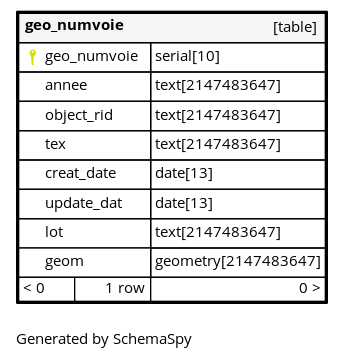 geo_numvoie [table]
geo_numvoie serial[10]
annee text[2147483647]
object_rid text[2147483647]
tex text[2147483647]
creat_date date[13]
update_dat date[13]
lot text[2147483647]
geom geometry[2147483647]
< 0 1 row 0 >
Generated by SchemaSpy